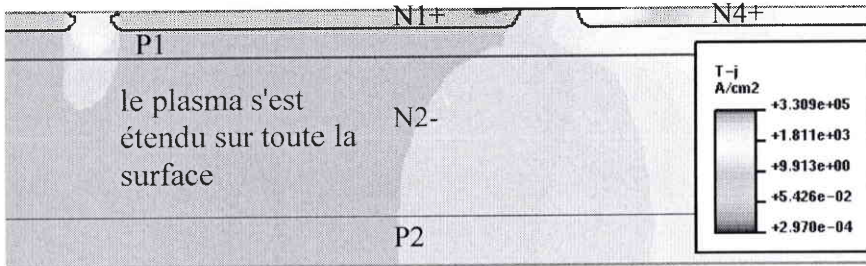 N1+
N4+
P1
le plasma s'est
étendu sur toute la
surface
N2-
P2
T-j
A/cm2
+3.309e+05
+1.811e+03
+9.913e+00
+5.426e-02
+2.970e-04